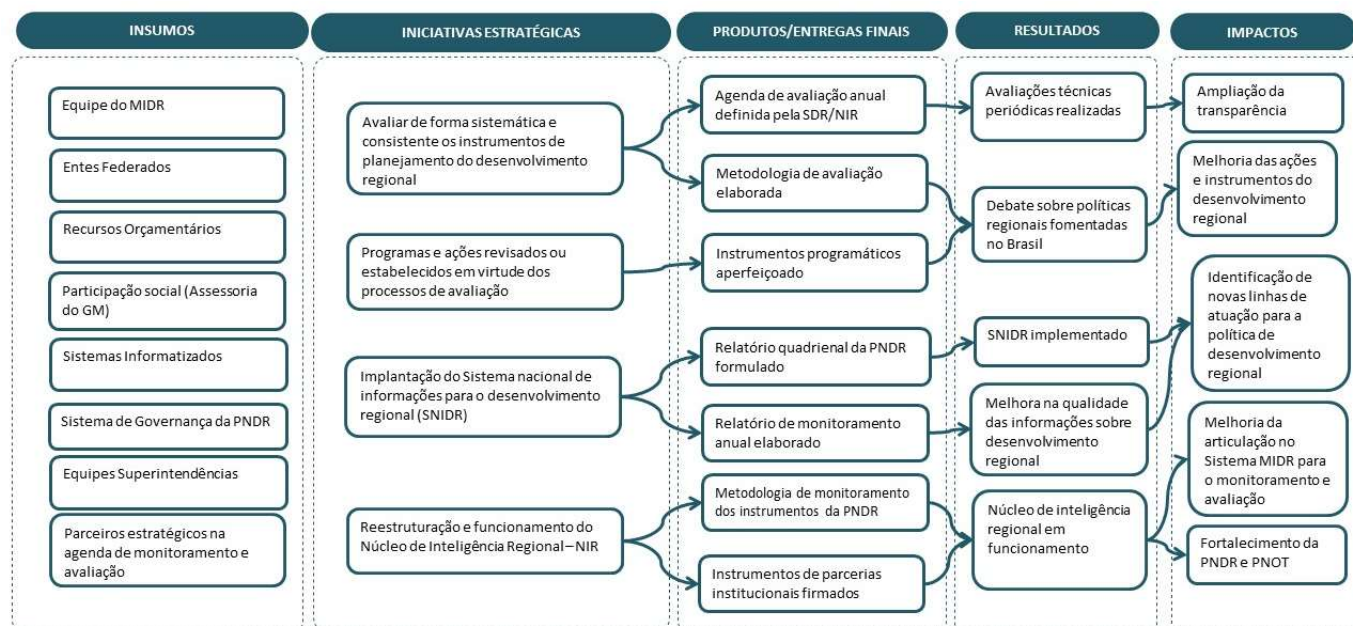 INSUMOS
Equipe do MIDR
Entes Federados
Recursos Orçamentários
Participação social (Assessoria
do GM)
Sistemas Informatizados
Sistema de Governança da PNDR
Equipes Superintendências
Parceiros estratégicos na
agenda de monitoramento e
avaliação
INICIATIVAS ESTRATÉGICAS
Avaliar de forma sistemática e
consistente os instrumentos de
planejamento do desenvolvimento
regional
Programas e ações revisados ou
estabelecidos em virtude dos
processos de avaliação
Implantação do Sistema nacional de
informações para o desenvolvimento
regional (SNIDR)
Reestruturação e funcionamento do
Núcleo de Inteligência Regional – NIR
PRODUTOS/ENTREGAS FINAIS
Agenda de avaliação anual
definida pela SDR/NIR
Metodologia de avaliação
elaborada
Instrumentos programáticos
aperfeiçoado
Relatório quadrienal da PNDR
formulado
Relatório de monitoramento
anual elaborado
Metodologia de monitoramento
dos instrumentos da PNDR
Instrumentos de parcerias
institucionais firmados
RESULTADOS
Avaliações técnicas
periódicas realizadas
Debate sobre políticas
regionais fomentadas
no Brasil
SNIDR implementado
Melhora na qualidade
das informações sobre
desenvolvimento
regional
Núcleo de inteligência
regional em
funcionamento
IMPACTOS
Ampliação da
transparência
Melhoria das ações
e instrumentos do
desenvolvimento
regional
Identificação de
novas linhas de
atuação para a
política de
desenvolvimento
regional
Melhoria da
articulação no
Sistema MIDR para
o monitoramento e
avaliação
Fortalecimento da
PNDR e PNOT